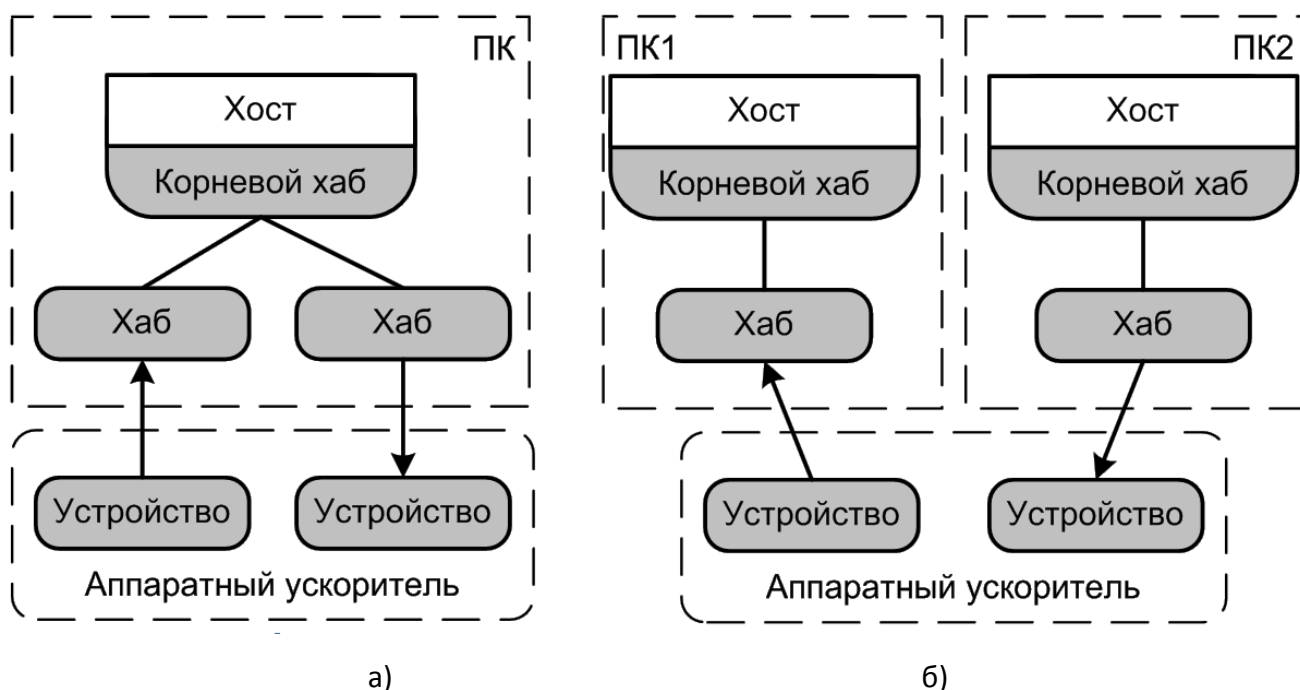 ПК
Хост
Корневой хаб
Хаб
Хаб
Устройство
Устройство
Аппаратный ускоритель
а)
ПК1
Хост
Корневой хаб
Хаб
ПК2
Хост
Корневой хаб
Хаб
Устройство
Устройство
Аппаратный ускоритель
б)